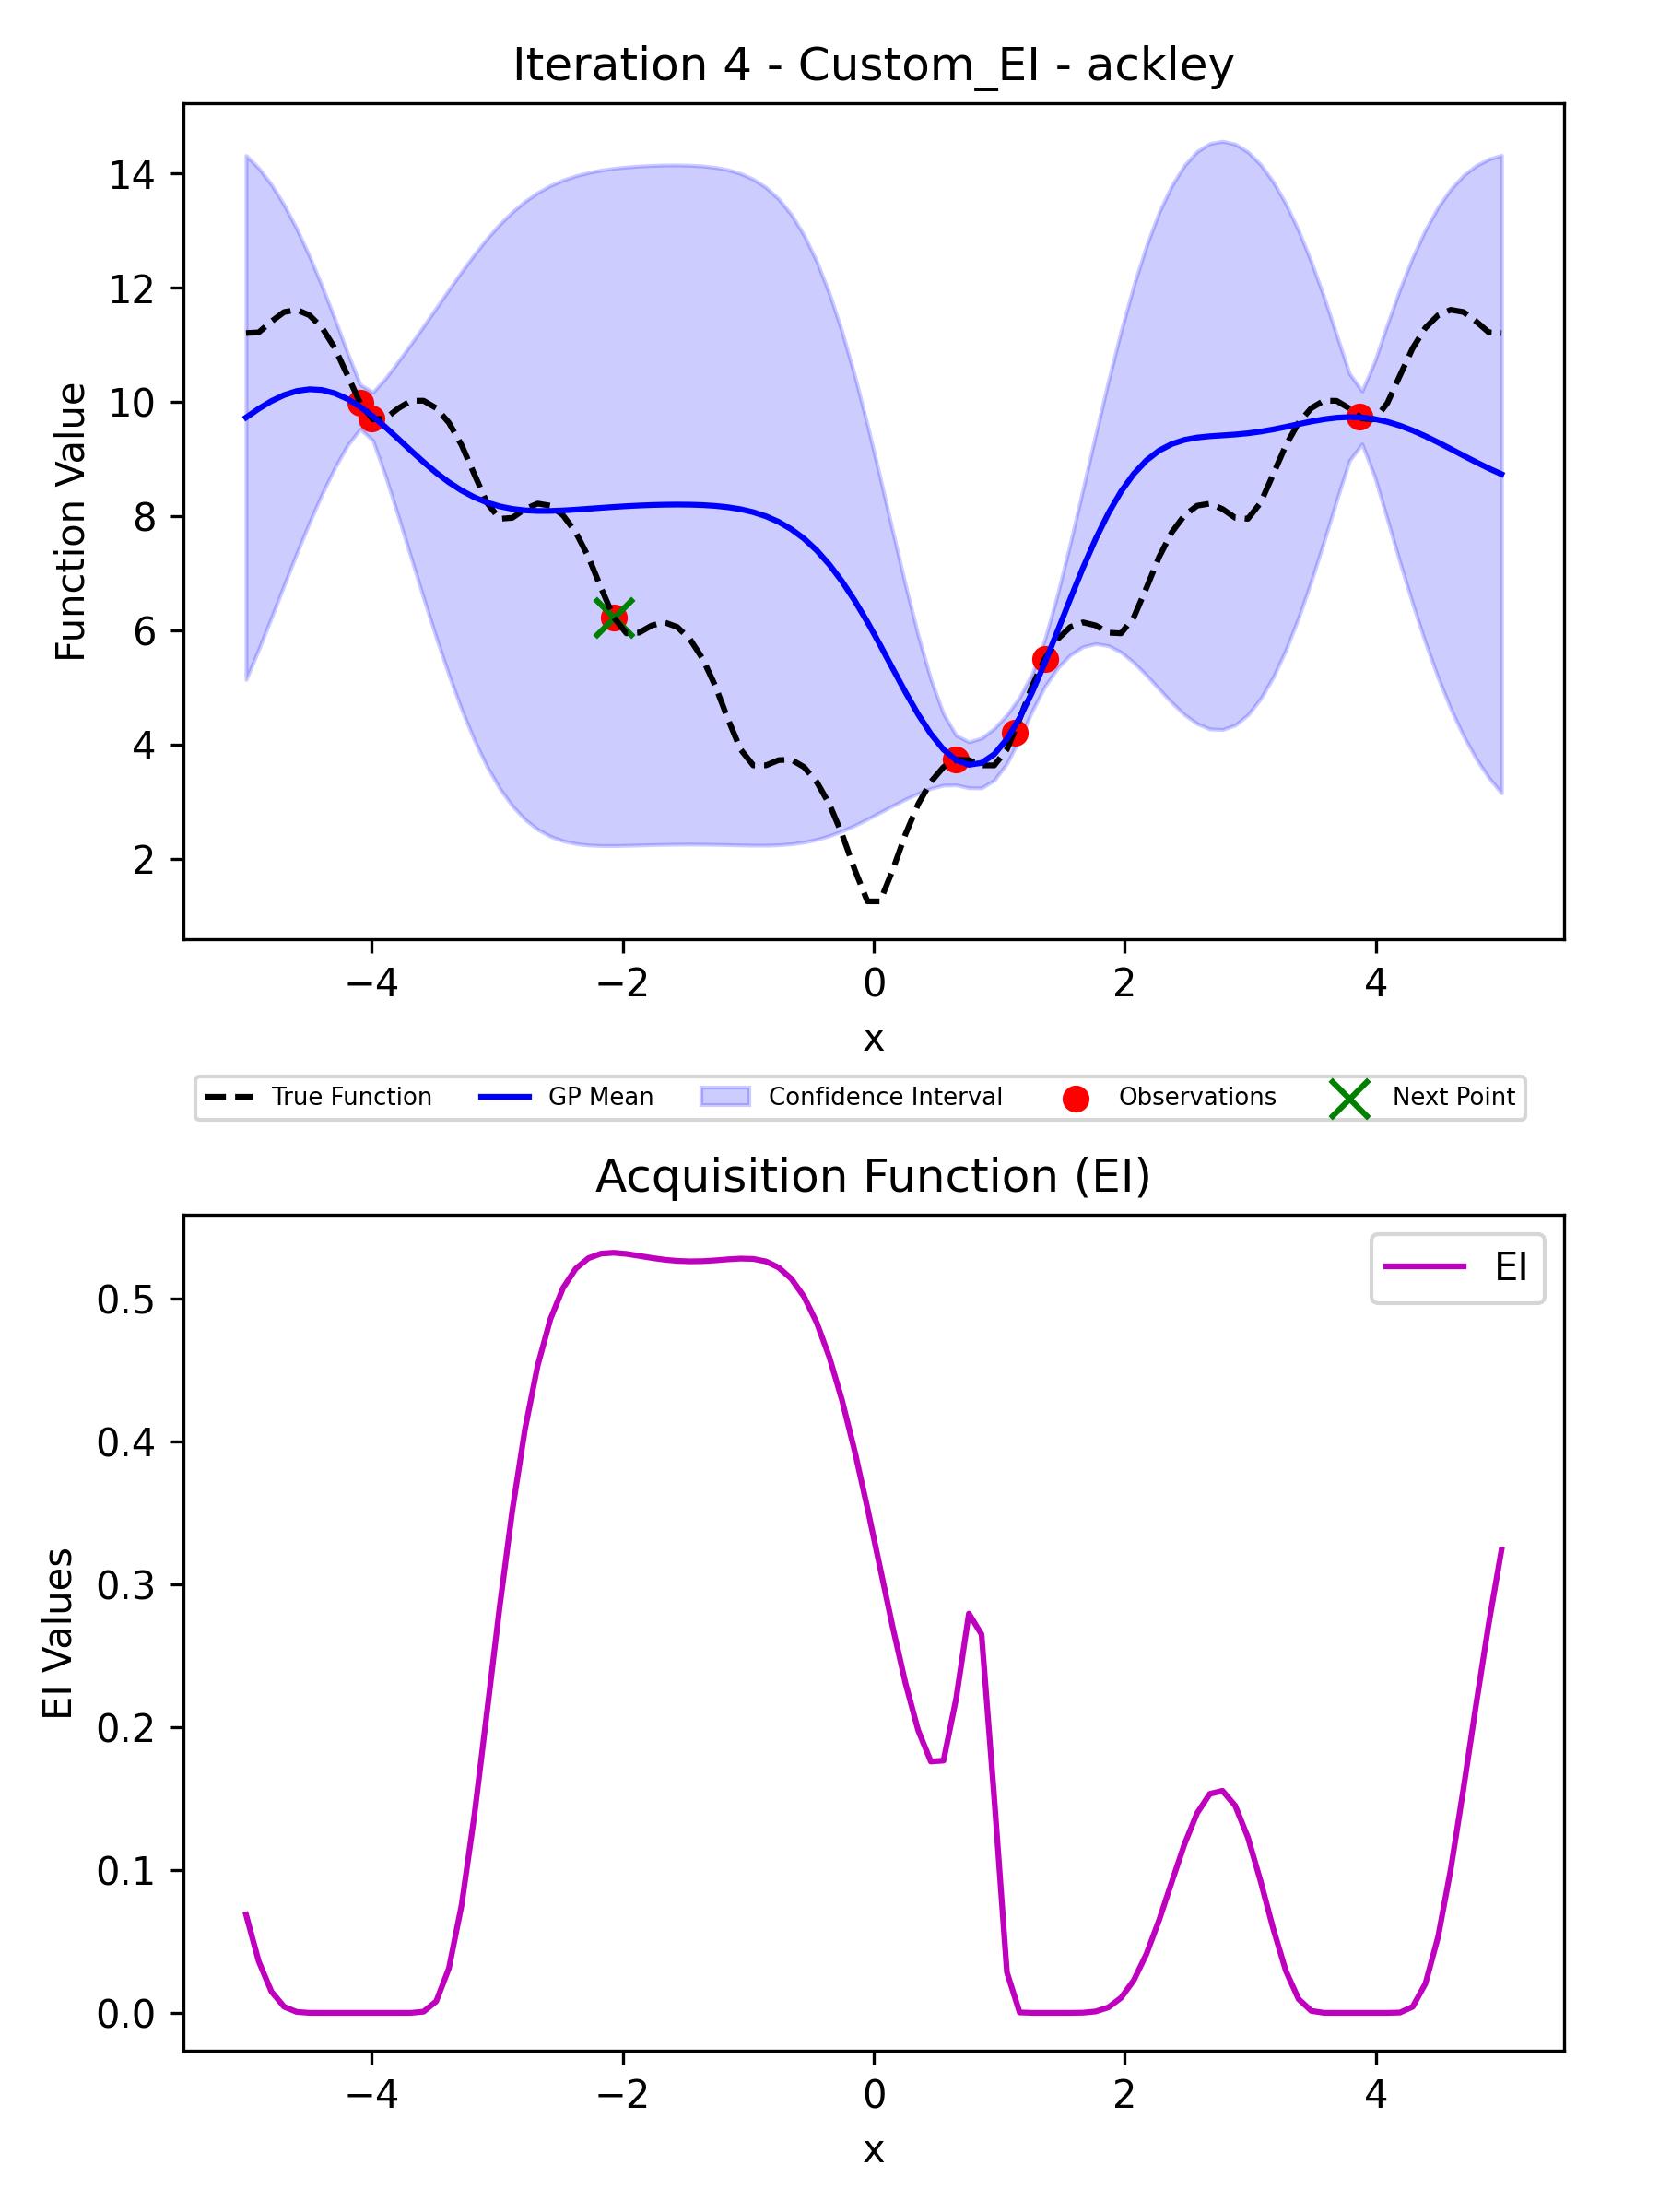 Iteration 4 - Custom_EI - ackley
Function Value
14
12
10
8
6
4
2
−4 −2 0 2 4
x
True Function GP Mean Confidence Interval Observations Next Point
Acquisition Function (EI)
EI
EI Values
0.5
0.4
0.3
0.2
0.1
0.0
−4 −2 0 2 4
x